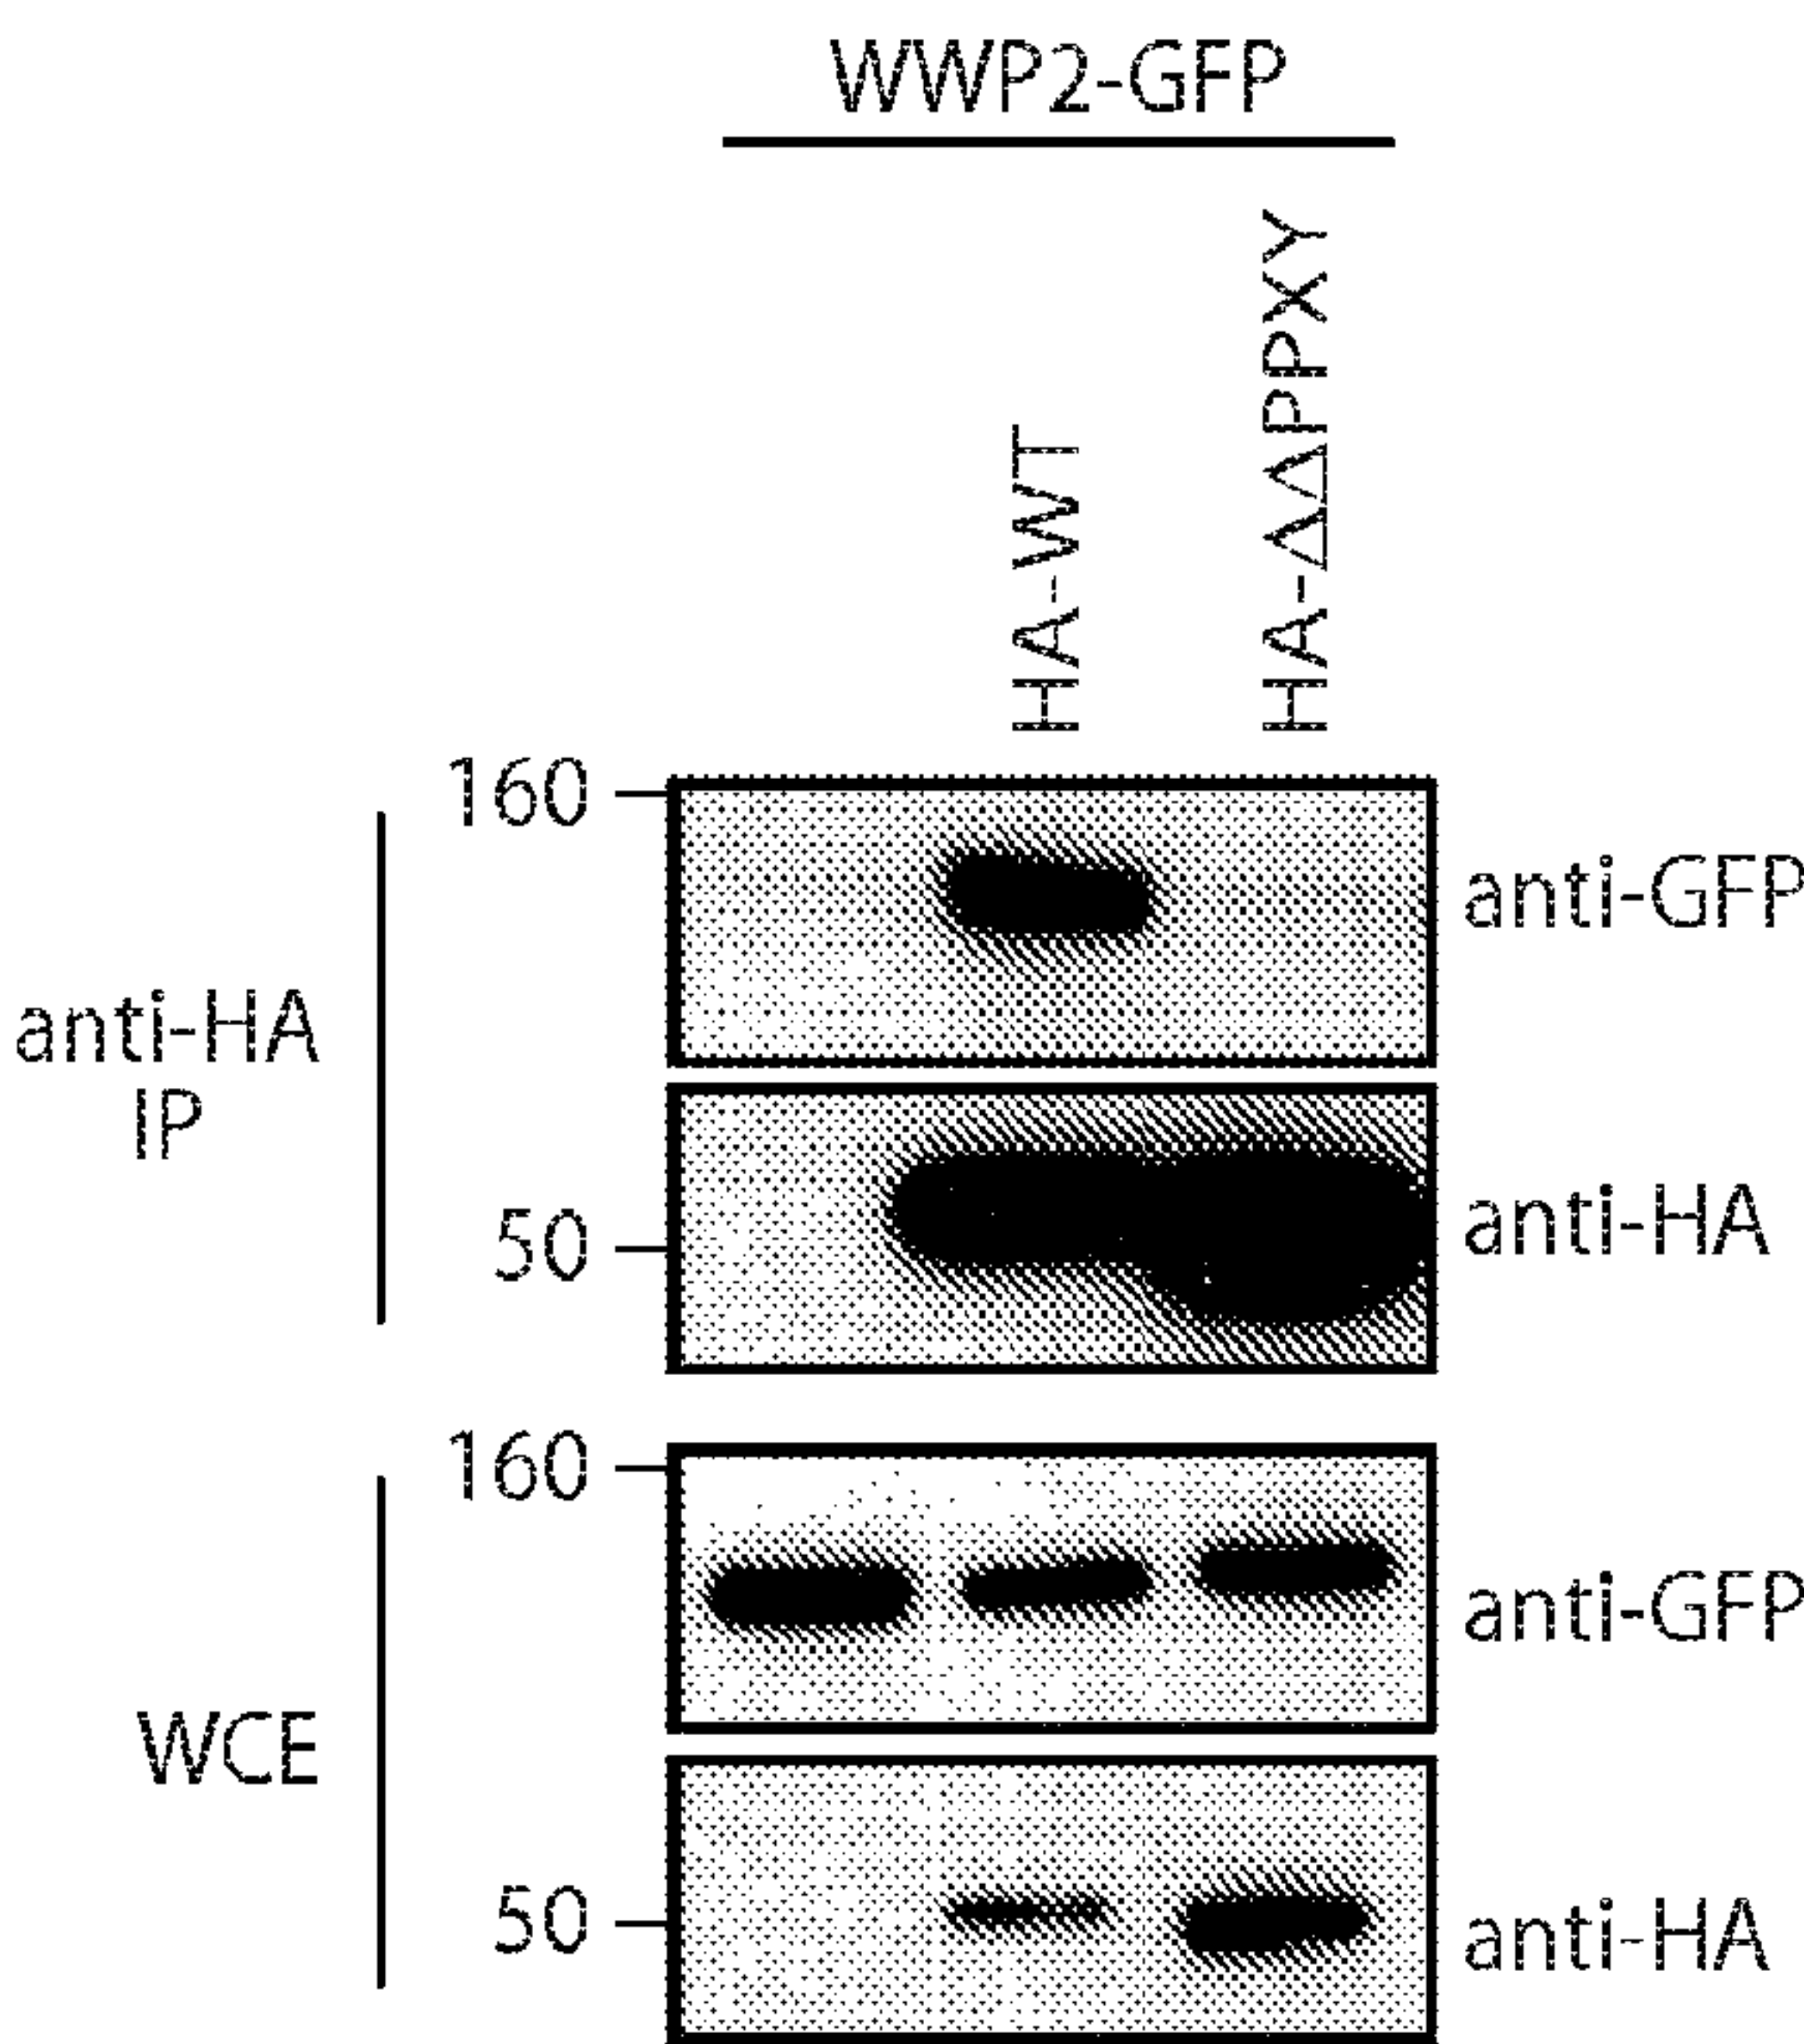 WWP2-GFP
HA-WT
HA-ΔΔPPXY
160
anti-GFP
anti-HA
IP
50
anti-HA
160
anti-GFP
WCE
50
anti-HA